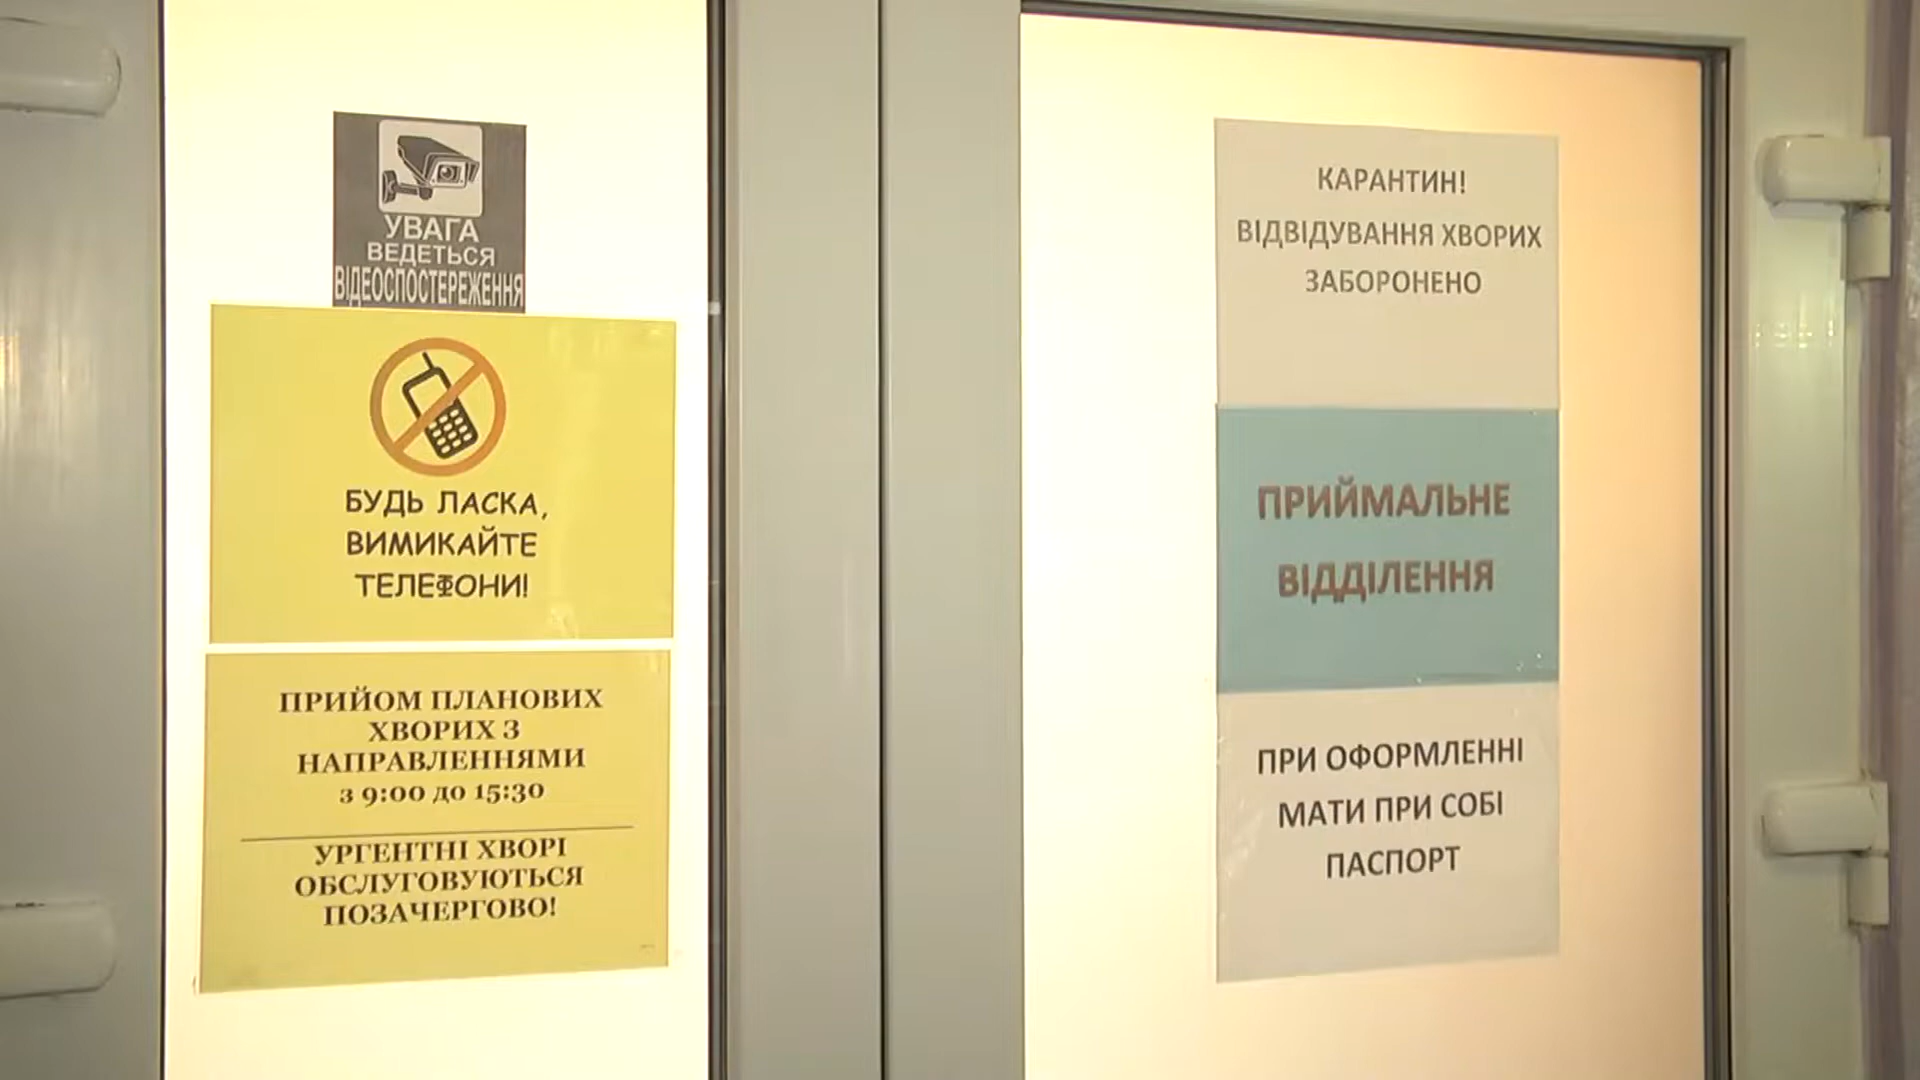 УВАГА
ВЕДЕТЬСЯ
ВІДЕОСПОСТЕРЕЖЕННЯ
БУДЬ ЛАСКА,
ВИМИКАЙТЕ
ТЕЛЕФОНИ!
ПРИЙОМ ПЛАНОВИХ
ХВОРИХ З
НАПРАВЛЕННЯМИ
з 9:00 до 15:30
УРГЕНТНІ ХВОРІ
ОБСЛУГОВУЮТЬСЯ
ПОЗАЧЕРГОВО!
КАРАНТИН!
ВІДВІДУВАННЯ ХВОРИХ
ЗАБОРОНЕНО
ПРИЙМАЛЬНЕ
ВІДДІЛЕННЯ
ПРИ ОФОРМЛЕННІ
МАТИ ПРИ СОБІ
ПАСПОРТ